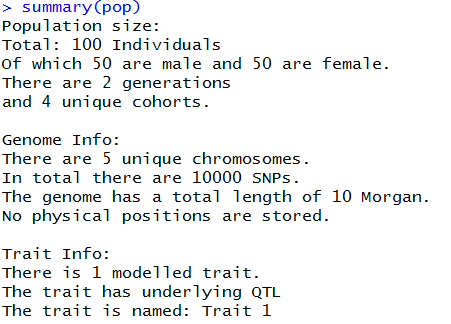 > summary(pop)
Population size:
Total: 100 Individuals
Of which 50 are male and 50 are female.
There are 2 generations
and 4 unique cohorts.

Genome Info:
There are 5 unique chromosomes.
In total there are 10000 SNPs.
The genome has a total length of 10 Morgan.
No physical positions are stored.

Trait Info:
There is 1 modelled trait.
The trait has underlying QTL
The trait is named: Trait 1